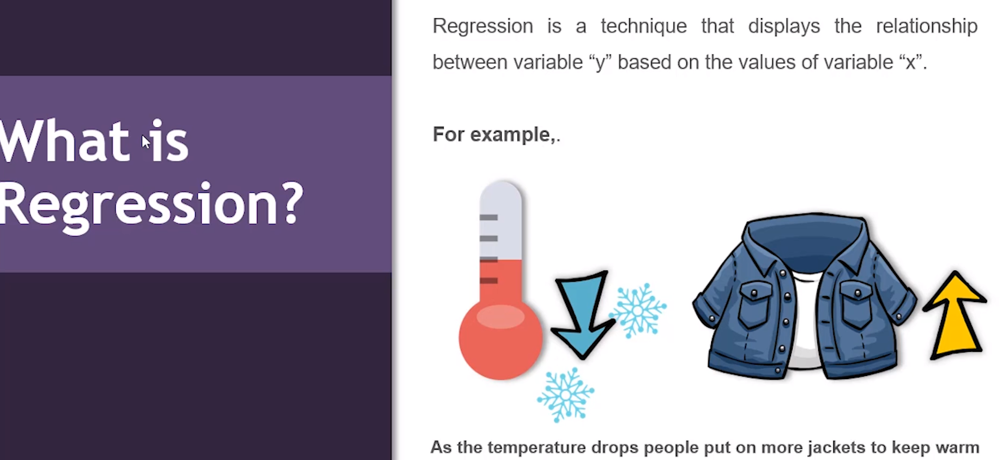 What is
Regression?
Regression is a technique that displays the relationship
between variable “y” based on the values of variable “x”.
For example,.
As the temperature drops people put on more jackets to keep warm